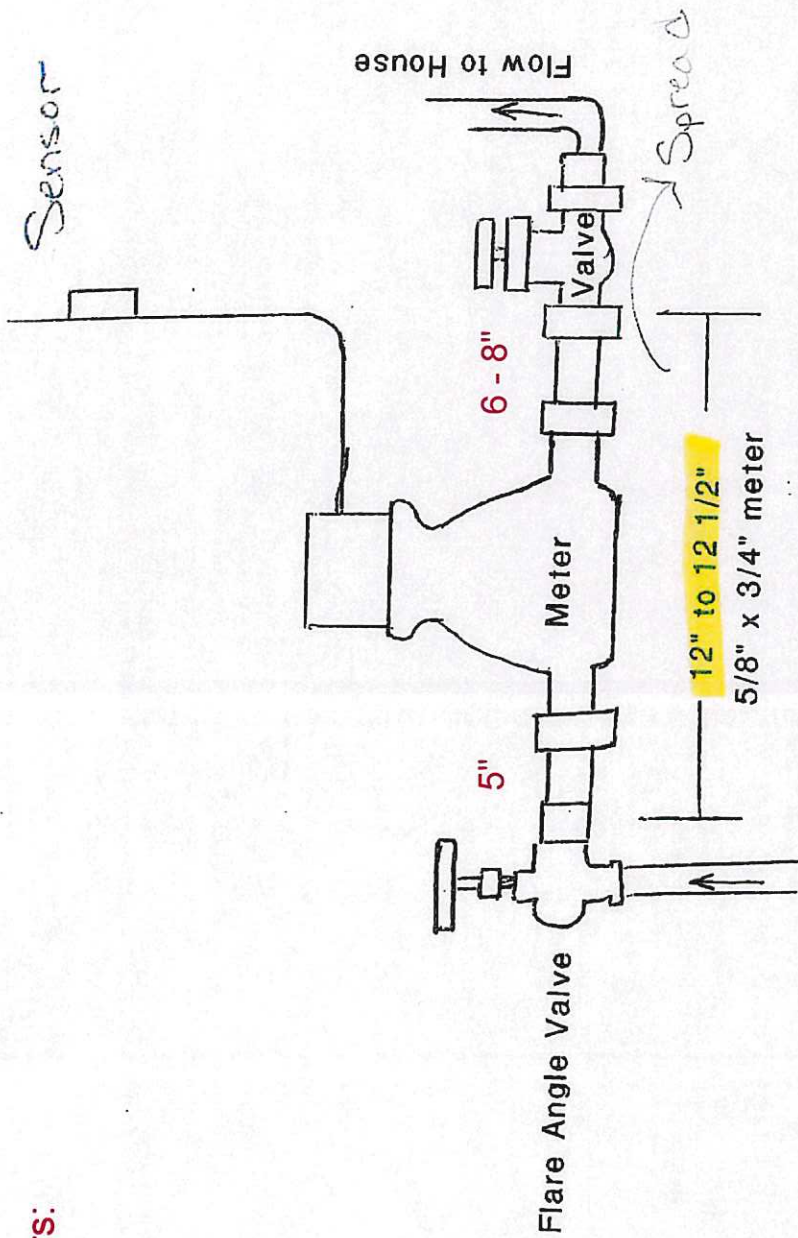 Sensor
Flow to House
Spread
Valve
6 - 8"
Meter
12" to 12 1/2"
5/8" x 3/4" meter
5"
Flare Angle Valve